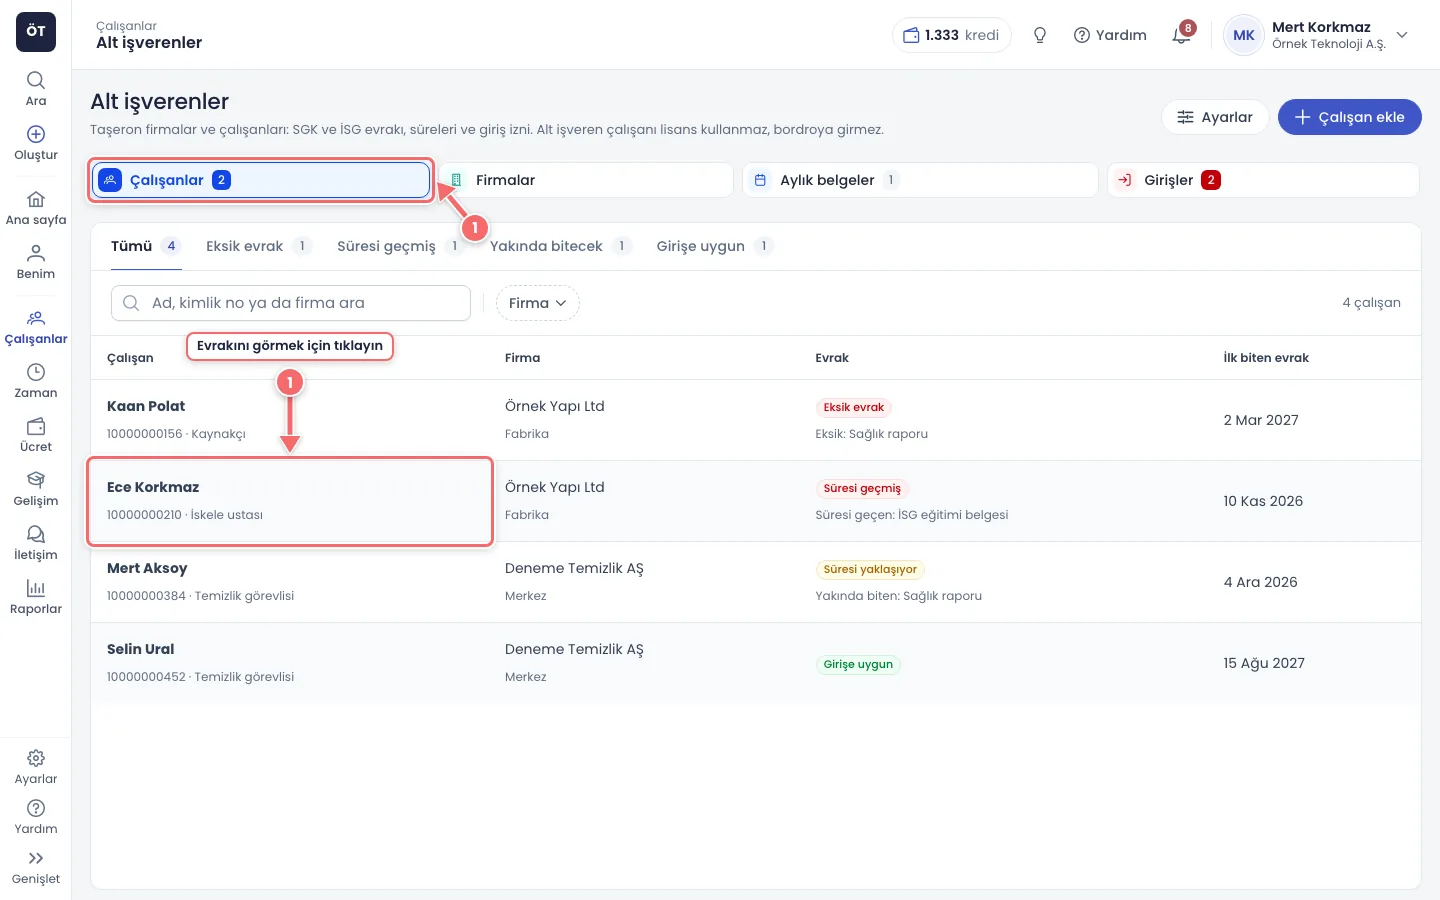 ÖT
Ara
Oluştur
Ana sayfa
Benim
Çalışanlar
Zaman
Ücret
Gelişim
İletişim
Raporlar
Ayarlar
Yardım
Genişlet
Çalışanlar
Alt işverenler
1.333 kredi
Yardım
8
MK
Mert Korkmaz
Örnek Teknoloji A.Ş.
Alt işverenler
Taşeron firmalar ve çalışanları: SGK ve İSG evrakı, süreleri ve giriş izni. Alt işveren çalışanı lisans kullanmaz, bordroya girmez.
Ayarlar
Çalışan ekle
Çalışanlar 2
Firmalar
Aylık belgeler 1
Girişler 2
1
Tümü 4
Eksik evrak 1
Süresi geçmiş 1
Yakında bitecek 1
Girişe uygun 1
Ad, kimlik no ya da firma ara
Firma
4 çalışan
Evrakını görmek için tıklayın
1
Çalışan Firma Evrak İlk biten evrak
Kaan Polat
10000000156 · Kaynakçı
Örnek Yapı Ltd
Fabrika
Eksik evrak
Eksik: Sağlık raporu
2 Mar 2027
Ece Korkmaz
10000000210 · İskele ustası
Örnek Yapı Ltd
Fabrika
Süresi geçmiş
Süresi geçen: İSG eğitimi belgesi
10 Kas 2026
Mert Aksoy
10000000384 · Temizlik görevlisi
Deneme Temizlik AŞ
Merkez
Süresi yaklaşıyor
Yakında biten: Sağlık raporu
4 Ara 2026
Selin Ural
10000000452 · Temizlik görevlisi
Deneme Temizlik AŞ
Merkez
Girişe uygun
15 Ağu 2027